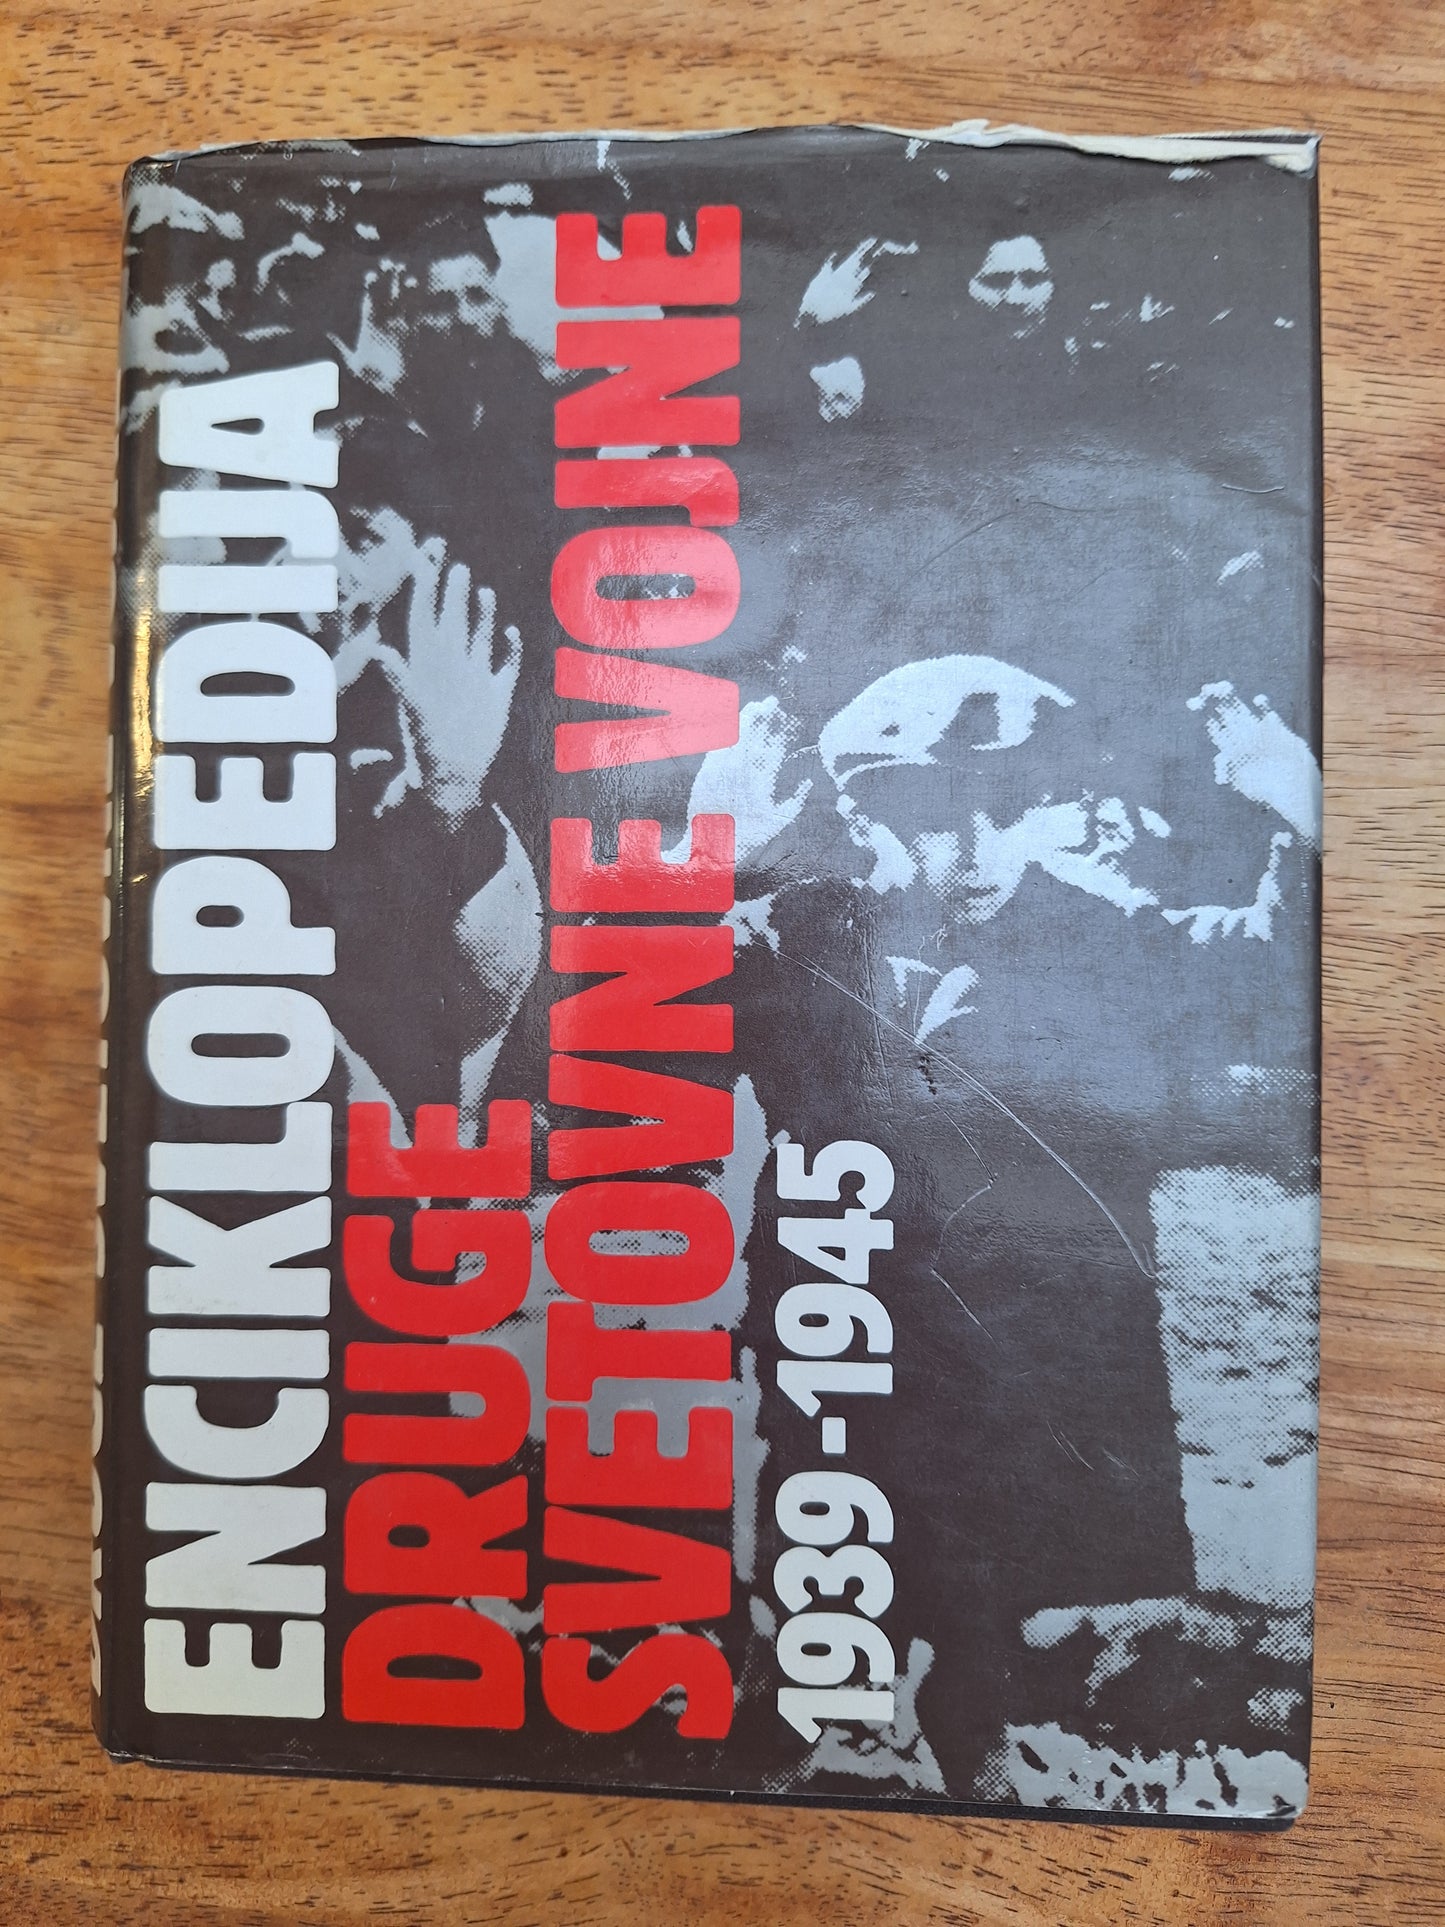 ENCIKLOPEDIJA
DRUGE
SVETOVNE VOJNE
1939-1945